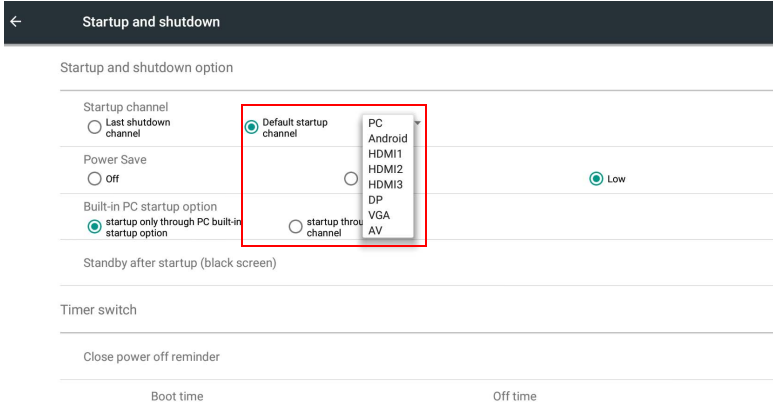 Startup and shutdown
Startup and shutdown option
Startup channel
Last shutdown
channel
Default startup
channel
PC
Android
HDMI1
HDMI2
HDMI3
DP
VGA
AV
Power Save
Off
Low
Built-in PC startup option
startup only through PC built-in
startup option
startup throu
channel
Standby after startup (black screen)
Timer switch
Close power off reminder
Boot time
Off time